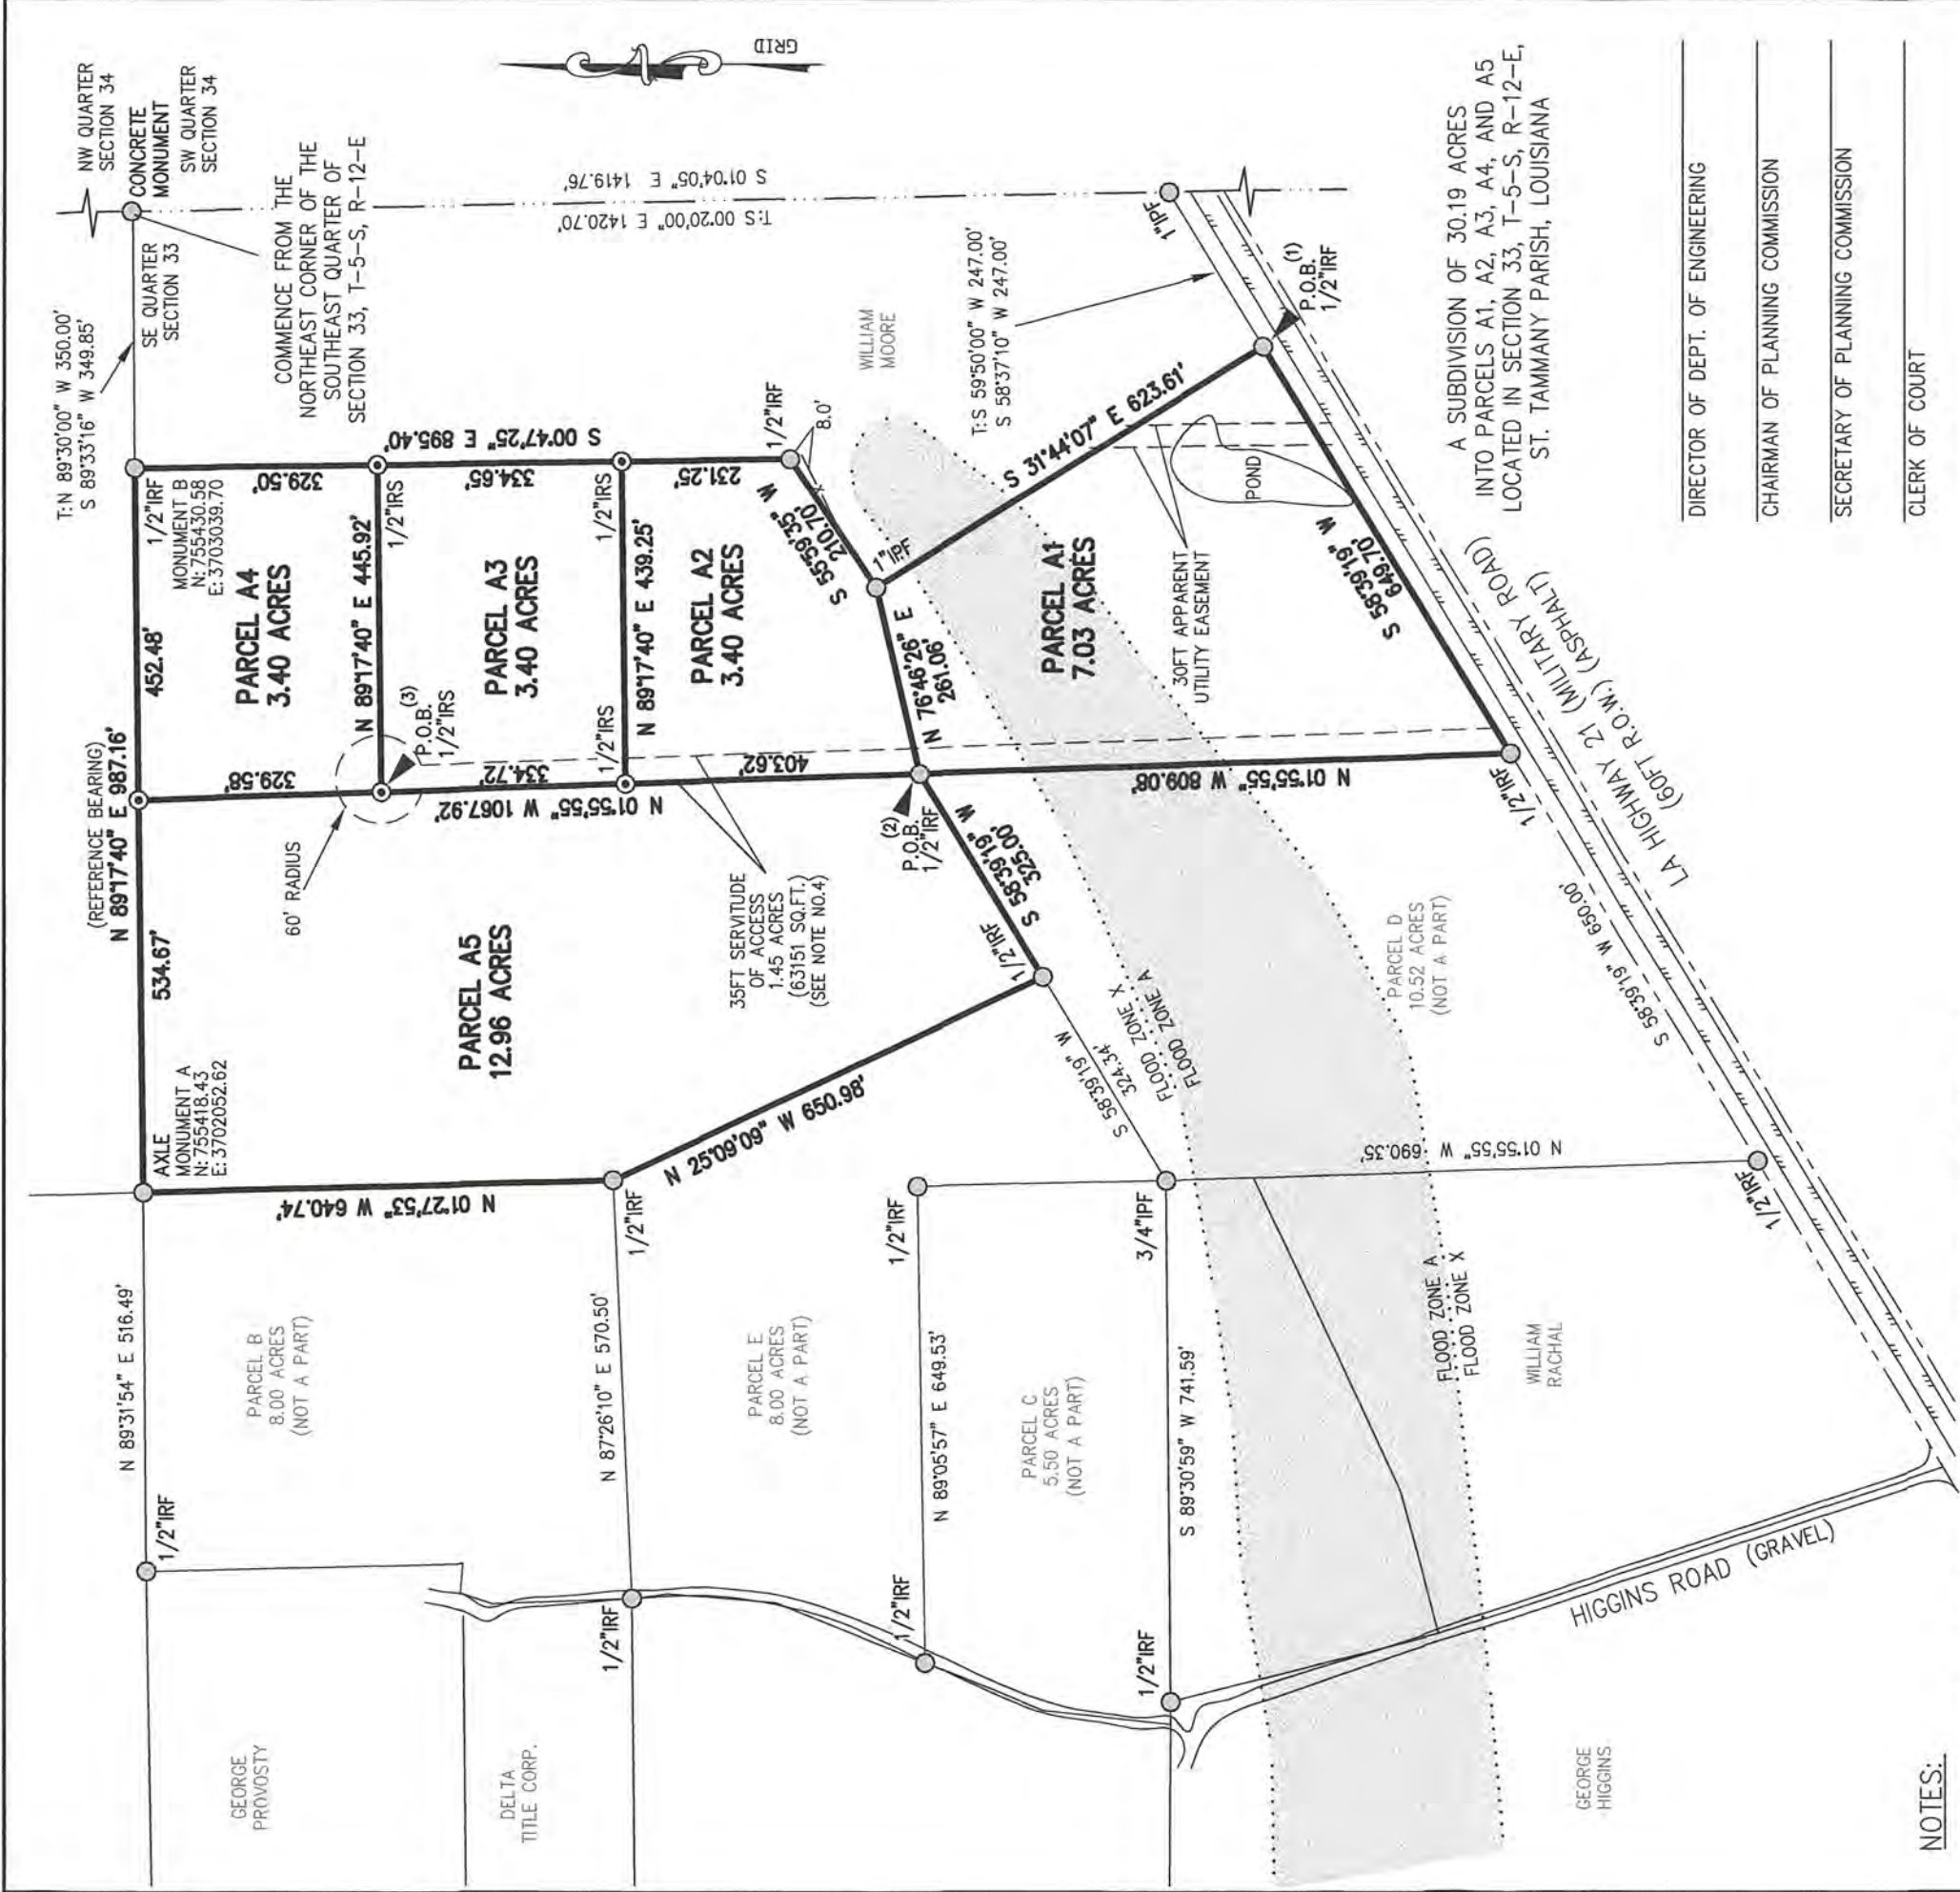 T:N 89°30'00" W 350.00'
S 89°33'16" W 349.85'
NW QUARTER
SECTION 34
CONCRETE
MONUMENT
SW QUARTER
SECTION 34
SE QUARTER
SECTION 33
COMMENCE FROM THE
NORTHEAST CORNER OF THE
SOUTHEAST QUARTER OF
SECTION 33, T-5-S, R-12-E
GRID
T:S 00°20'00" E 1420.70'
S 01°04'05" E 1419.76'
(REFERENCE BEARING)
N 89°17'40" E 987.16'
534.67'
452.48'
1/2"IRF
MONUMENT B
N:755430.58
E:3703039.70
PARCEL A4
3.40 ACRES
329.58'
329.50'
N 89°17'40" E 445.92'
1/2"IRS
S 00°47'25" E 895.40'
60' RADIUS
P.O.B.(3)
1/2"IRS
PARCEL A3
3.40 ACRES
334.72'
334.65'
1/2"IRS
1/2"IRS
N 89°17'40" E 439.25'
N 01°55'55" W 1067.92'
PARCEL A2
3.40 ACRES
403.62'
231.25'
1/2"IRF
8.0'
x
S 55°59'35" W
210.70'
1"IPF
N 76°46'26" E
261.06'
WILLIAM
MOORE
T:S 59°50'00" W 247.00'
S 58°37'10" W 247.00'
1"IPF
P.O.B.(1)
1/2"IRF
S 31°44'07" E 623.61'
POND
PARCEL A1
7.03 ACRES
30FT APPARENT
UTILITY EASEMENT
S 58°39'19" W
649.70'
N 01°55'55" W 809.08'
1/2"IRF
P.O.B.(2)
1/2"IRF
S 58°39'19" W
325.00'
1/2"IRF
35FT SERVITUDE
OF ACCESS
1.45 ACRES
(63151 SQ.FT.)
(SEE NOTE NO.4)
PARCEL A5
12.96 ACRES
AXLE
MONUMENT A
N:755418.43
E:3702052.62
N 01°27'53" W 640.74'
1/2"IRF
N 25°09'09" W 650.98'
S 58°39'19" W
324.34'
FLOOD ZONE X
FLOOD ZONE A
PARCEL D
10.52 ACRES
(NOT A PART)
S 58°39'19" W 650.00'
LA HIGHWAY 21 (MILITARY ROAD)
(60FT R.O.W.) (ASPHALT)
N 01°55'55" W 690.35'
1/2"IRF
N 89°31'54" E 516.49'
1/2"IRF
PARCEL B
8.00 ACRES
(NOT A PART)
N 87°26'10" E 570.50'
1/2"IRF
PARCEL E
8.00 ACRES
(NOT A PART)
1/2"IRF
N 89°05'57" E 649.53'
1/2"IRF
PARCEL C
5.50 ACRES
(NOT A PART)
3/4"IPF
S 89°30'59" W 741.59'
1/2"IRF
FLOOD ZONE A
FLOOD ZONE X
WILLIAM
RACHAL
HIGGINS ROAD (GRAVEL)
GEORGE
PROVOSTY
DELTA
TITLE CORP.
GEORGE
HIGGINS
A SUBDIVISION OF 30.19 ACRES
INTO PARCELS A1, A2, A3, A4, AND A5
LOCATED IN SECTION 33, T-5-S, R-12-E,
ST. TAMMANY PARISH, LOUISIANA
DIRECTOR OF DEPT. OF ENGINEERING
CHAIRMAN OF PLANNING COMMISSION
SECRETARY OF PLANNING COMMISSION
CLERK OF COURT
NOTES: